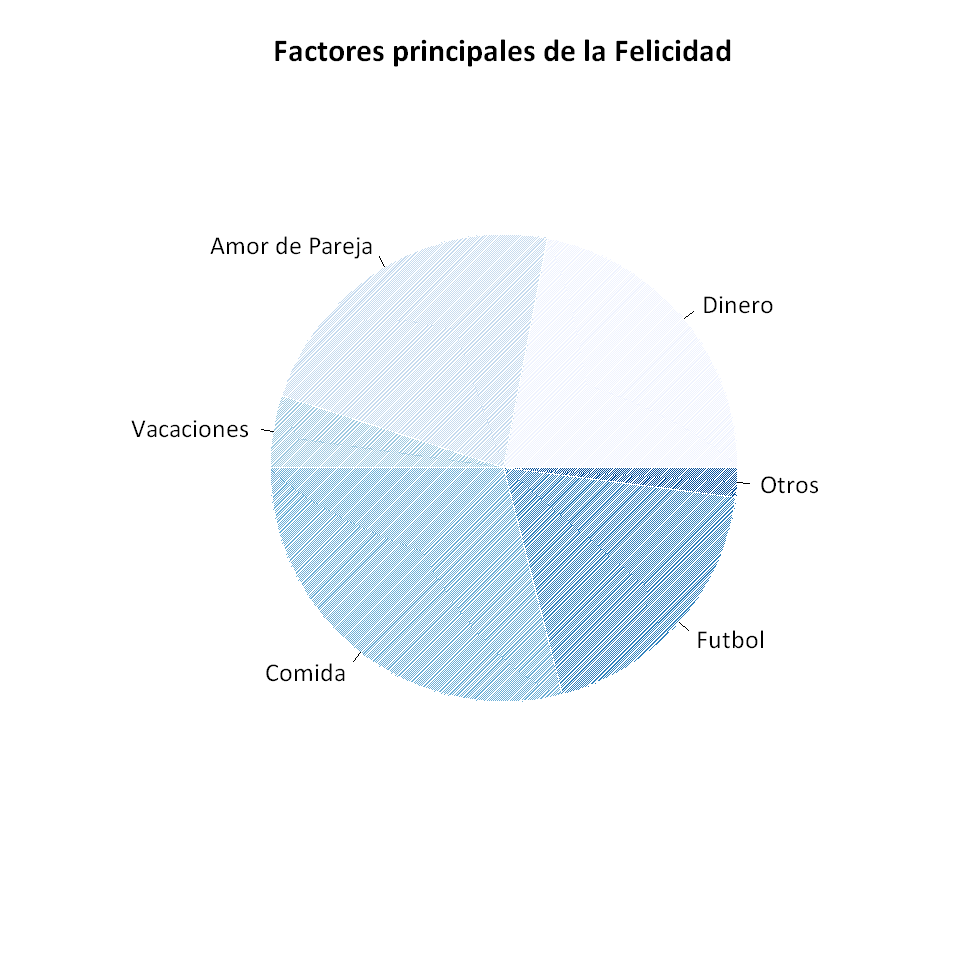 Factores principales de la Felicidad
Amor de Pareja
Dinero
Vacaciones
Otros
Futbol
Comida